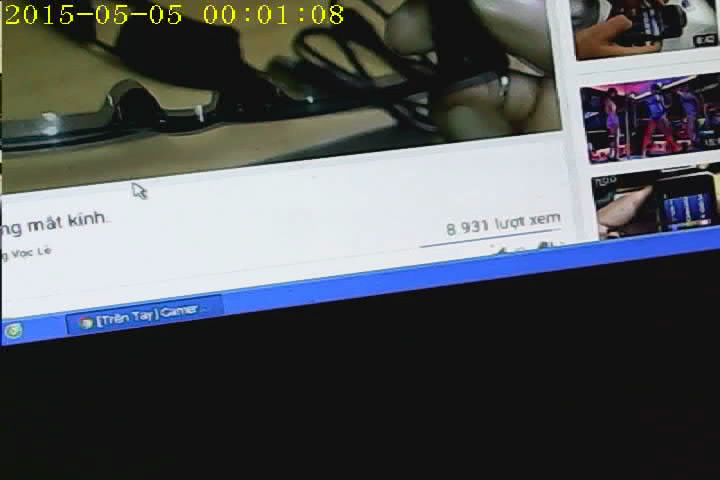 2015-05-05 00:01:08
ng mắt kính.
8.931 lượt xem
g Vọc Lê
[Trên Tay] Camer...